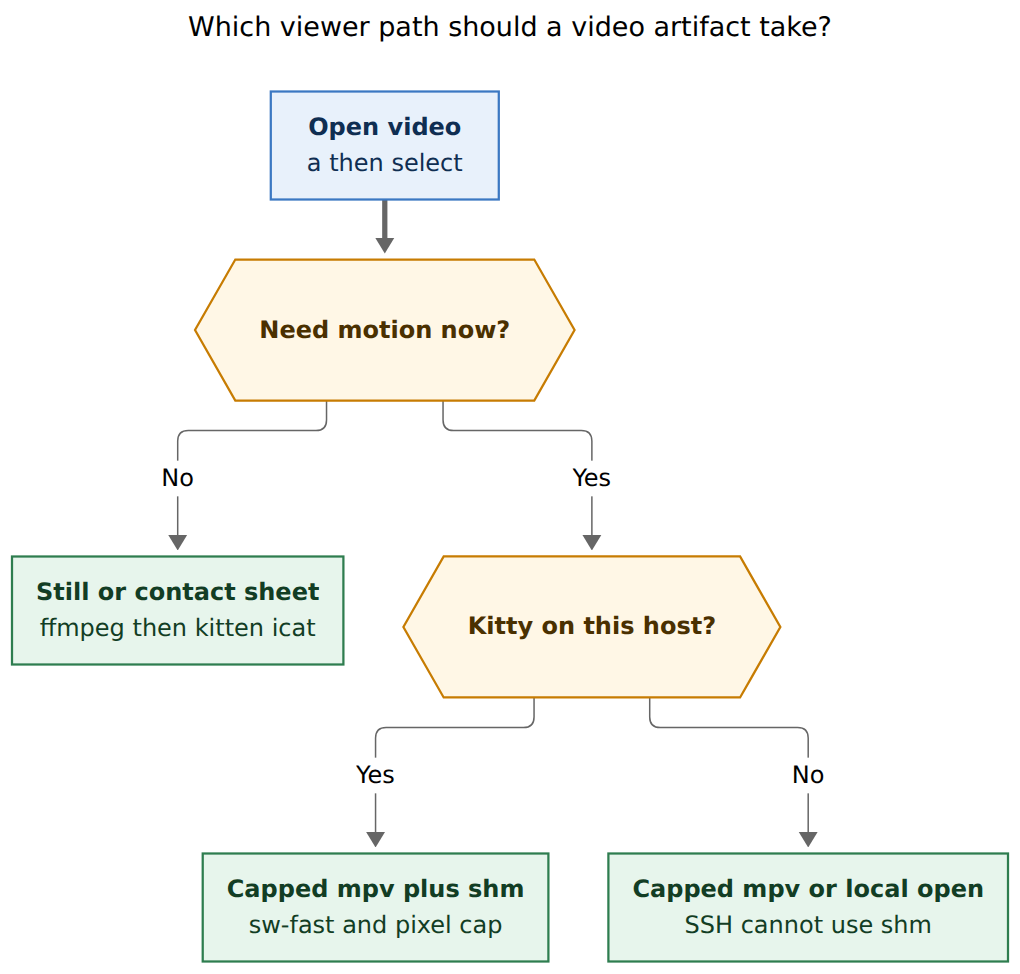 Which viewer path should a video artifact take?
Open video
a then select
Need motion now?
No
Yes
Still or contact sheet
ffmpeg then kitten icat
Kitty on this host?
Yes
No
Capped mpv plus shm
sw-fast and pixel cap
Capped mpv or local open
SSH cannot use shm